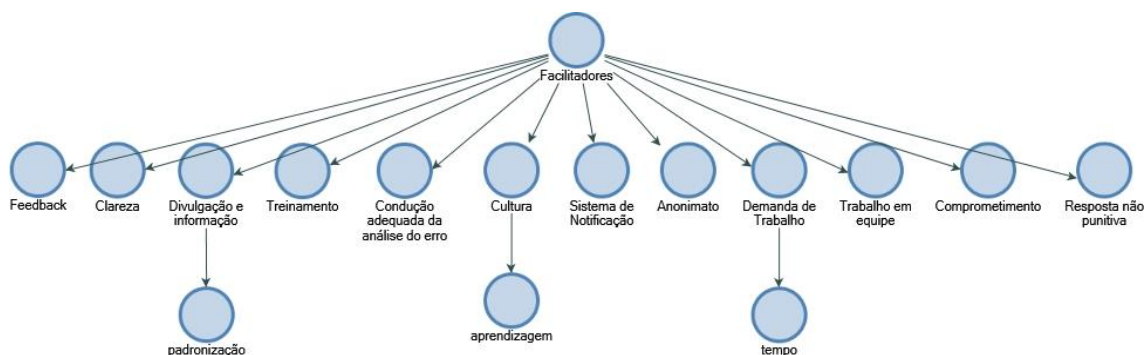 Facilitadores
Feedback
Clareza
Divulgação e
informação
Treinamento
Condução
adequada da
análise do erro
Cultura
Sistema de
Notificação
Anonimato
Demanda de
Trabalho
Trabalho em
equipe
Comprometimento
Resposta não
punitiva
padronização
aprendizagem
tempo